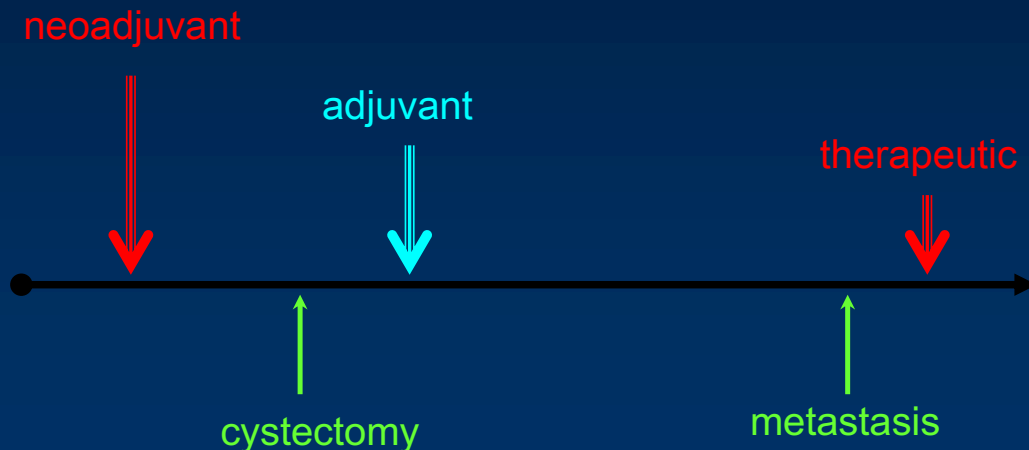 neoadjuvant
adjuvant
therapeutic
cystectomy
metastasis